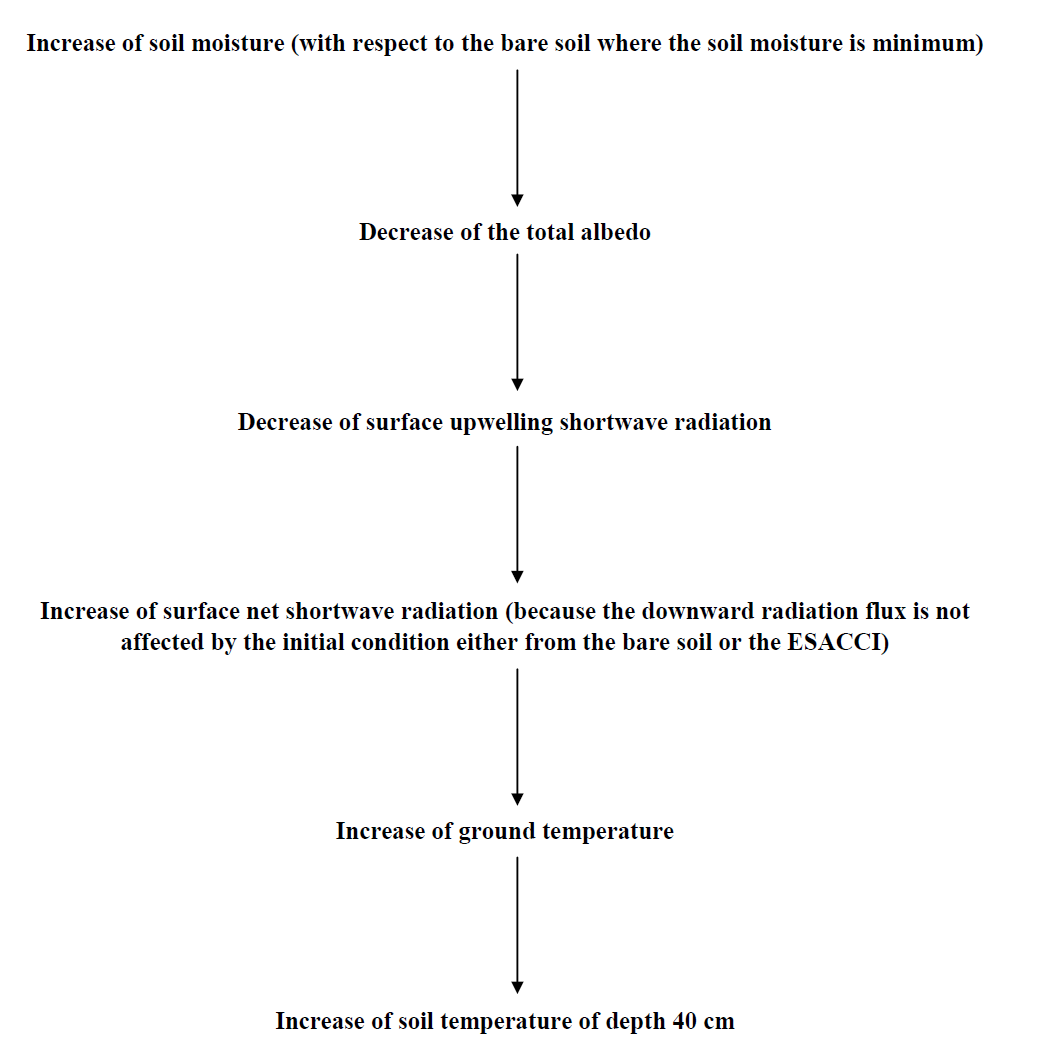 Increase of soil moisture (with respect to the bare soil where the soil moisture is minimum)
Decrease of the total albedo
Decrease of surface upwelling shortwave radiation
Increase of surface net shortwave radiation (because the downward radiation flux is not
affected by the initial condition either from the bare soil or the ESACCI)
Increase of ground temperature
Increase of soil temperature of depth 40 cm